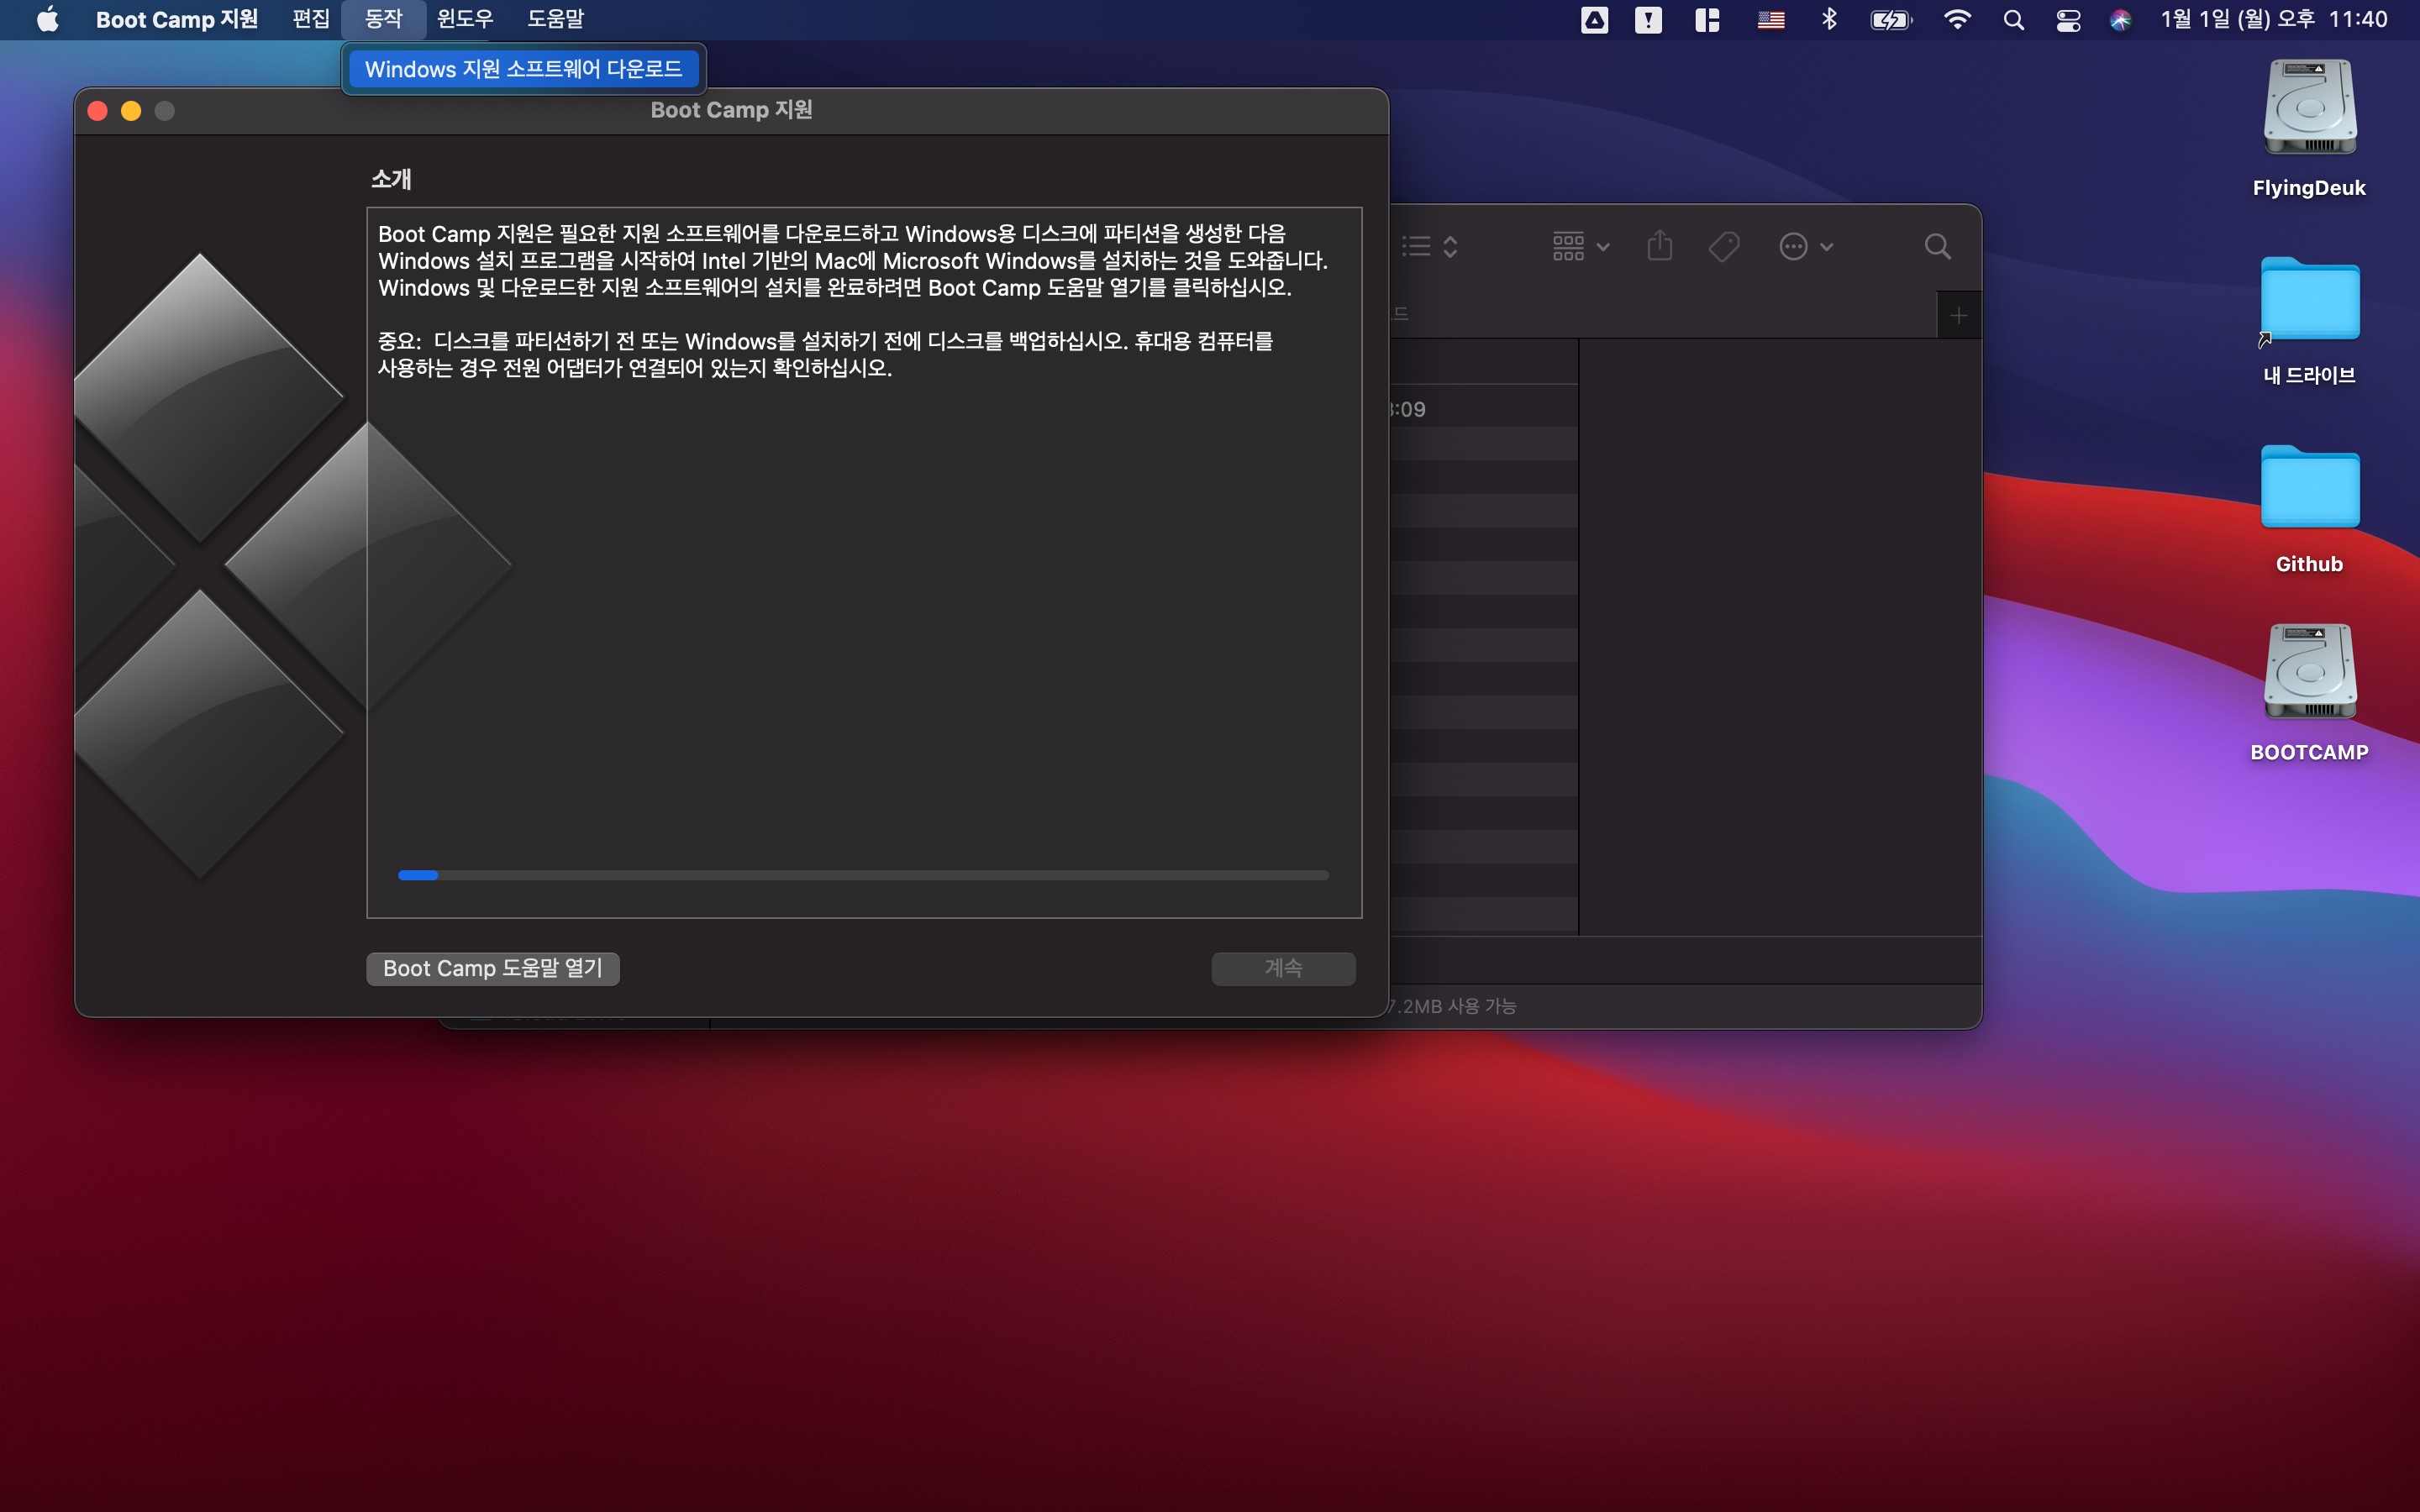 Boot Camp 지원 편집 동작 윈도우 도움말 1월 1일 (월) 오후 11:40
Windows 지원 소프트웨어 다운로드
Boot Camp 지원
소개
Boot Camp 지원은 필요한 지원 소프트웨어를 다운로드하고 Windows용 디스크에 파티션을 생성한 다음
Windows 설치 프로그램을 시작하여 Intel 기반의 Mac에 Microsoft Windows를 설치하는 것을 도와줍니다.
Windows 및 다운로드한 지원 소프트웨어의 설치를 완료하려면 Boot Camp 도움말 열기를 클릭하십시오.
중요: 디스크를 파티션하기 전 또는 Windows를 설치하기 전에 디스크를 백업하십시오. 휴대용 컴퓨터를
사용하는 경우 전원 어댑터가 연결되어 있는지 확인하십시오.
Boot Camp 도움말 열기
계속
드
:09
7.2MB 사용 가능
FlyingDeuk
내 드라이브
Github
BOOTCAMP